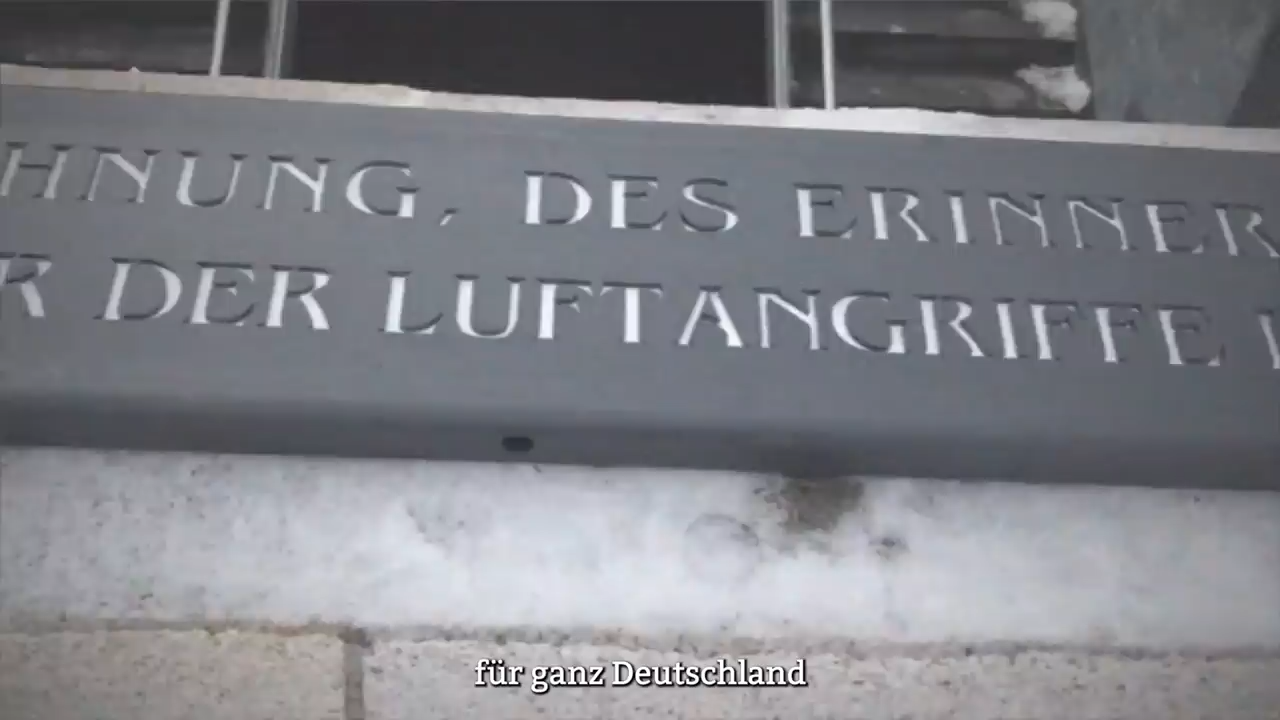 HNUNG, DES ERINNER
R DER LUFTANGRIFFE
für ganz Deutschland